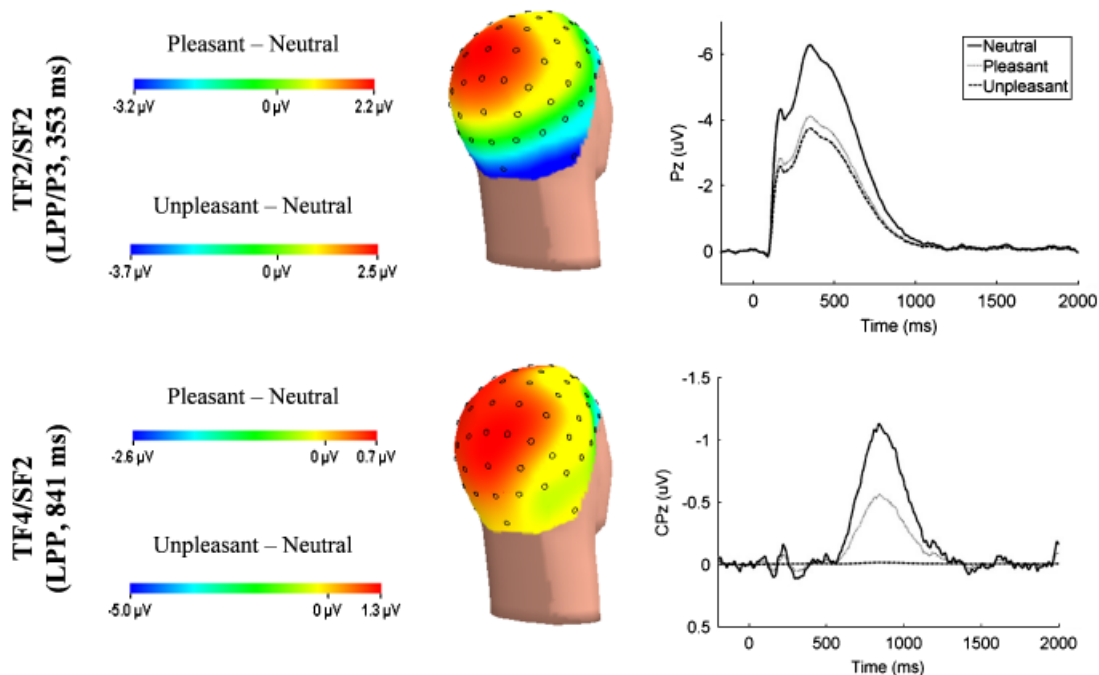 TF2/SF2
(LPP/P3, 353 ms)
Pleasant – Neutral
-3.2 µV 0 µV 2.2 µV
Unpleasant – Neutral
-3.7 µV 0 µV 2.5 µV
Neutral
Pleasant
Unpleasant
Pz (uV)
-6
-4
-2
0
0 500 1000 1500 2000
Time (ms)
TF4/SF2
(LPP, 841 ms)
Pleasant – Neutral
-2.6 µV 0 µV 0.7 µV
Unpleasant – Neutral
-5.0 µV 0 µV 1.3 µV
CPz (uV)
-1.5
-1
-0.5
0
0.5
0 500 1000 1500 2000
Time (ms)